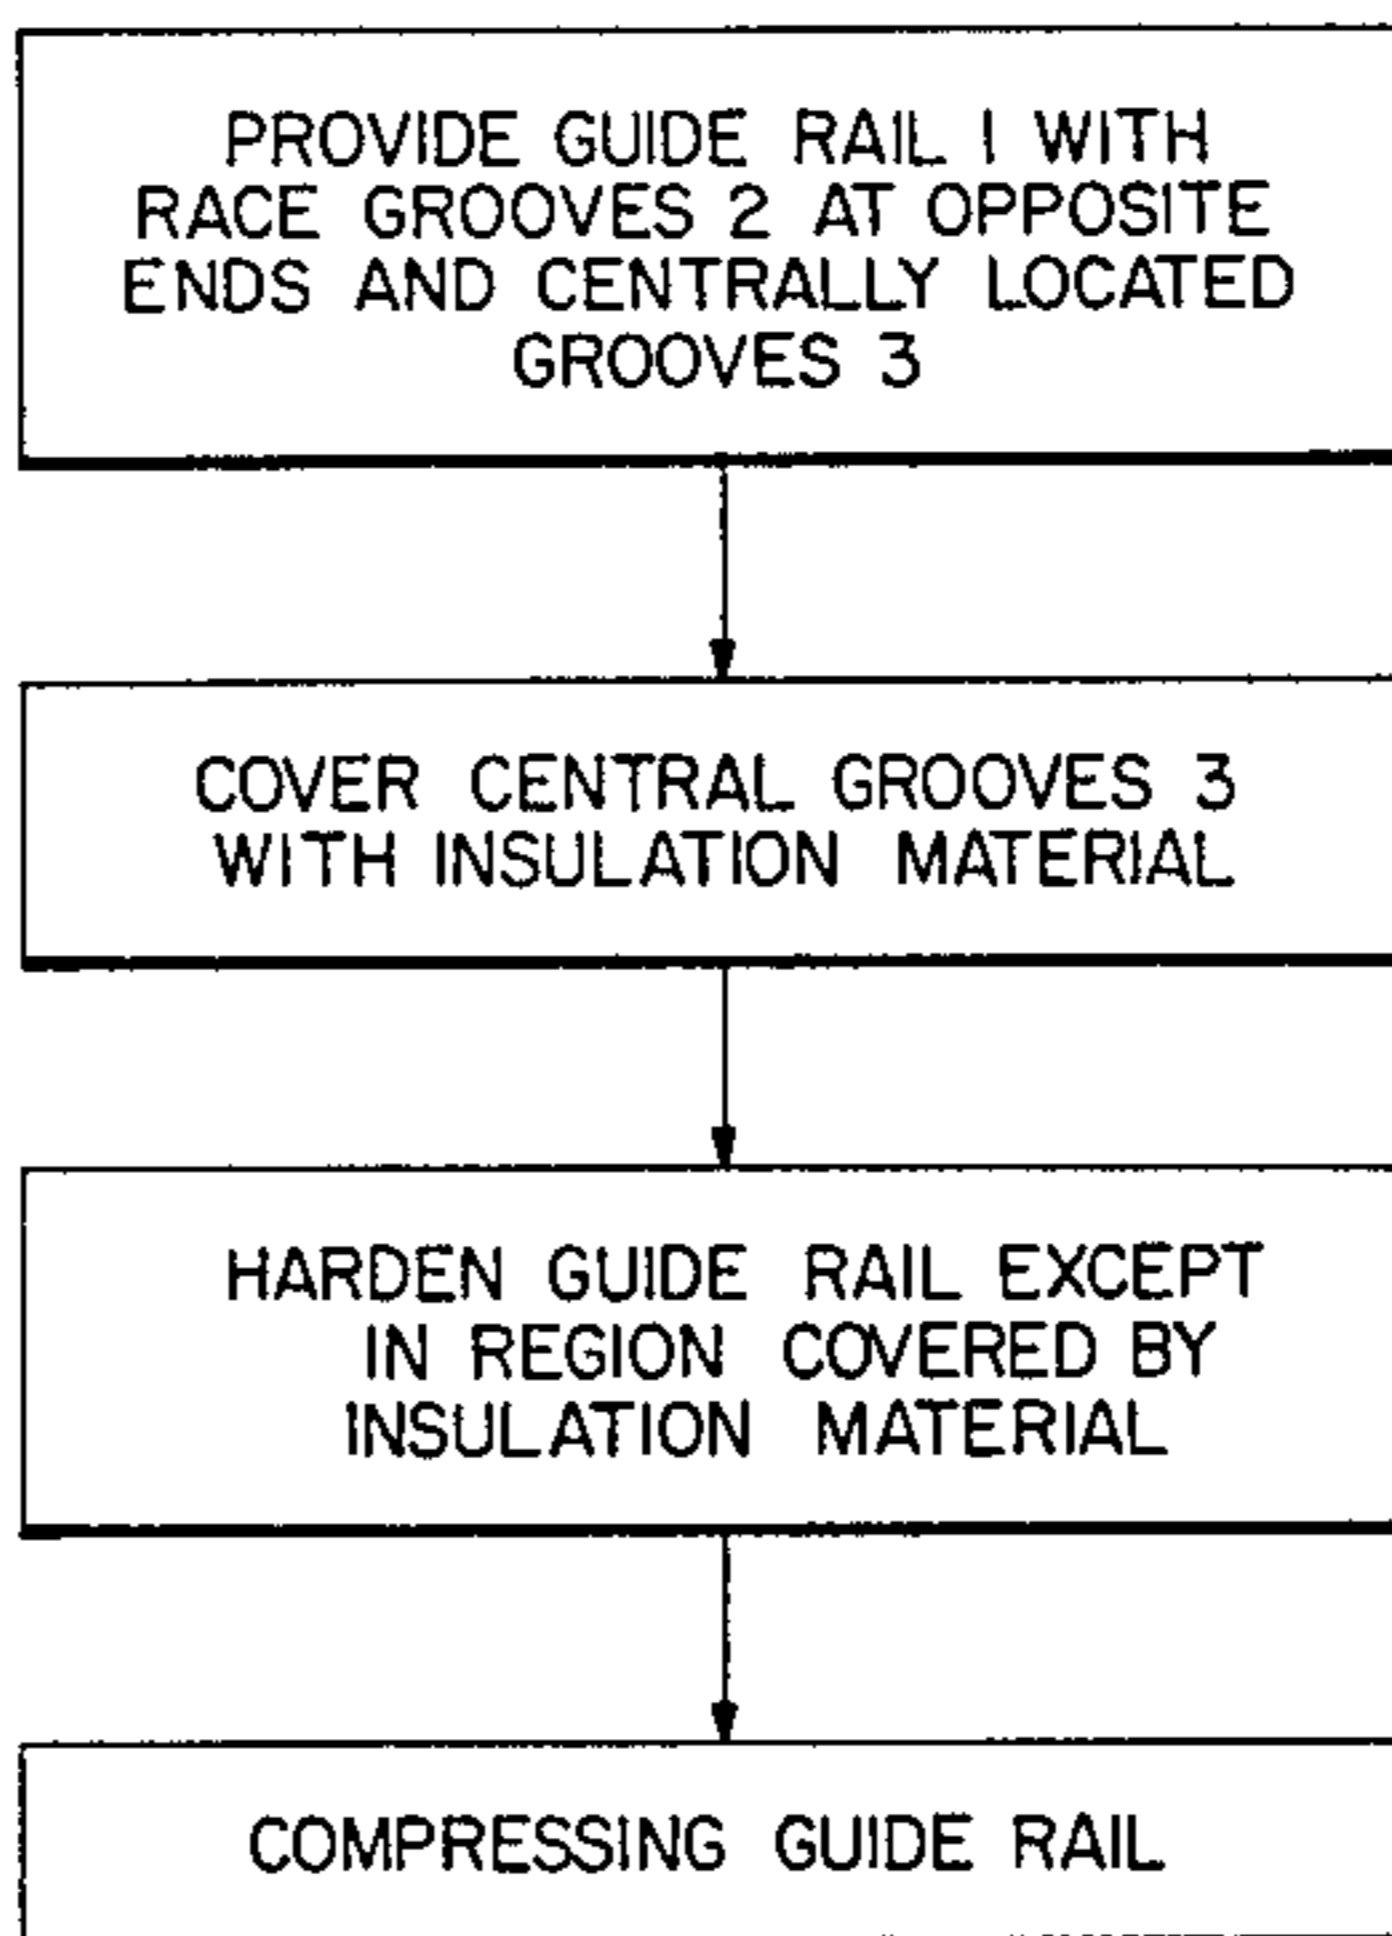 PROVIDE GUIDE RAIL 1 WITH
RACE GROOVES 2 AT OPPOSITE
ENDS AND CENTRALLY LOCATED
GROOVES 3
COVER CENTRAL GROOVES 3
WITH INSULATION MATERIAL
HARDEN GUIDE RAIL EXCEPT
IN REGION COVERED BY
INSULATION MATERIAL
COMPRESSING GUIDE RAIL